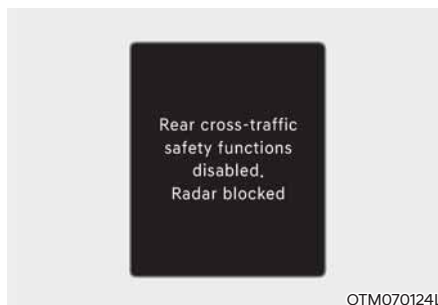 Rear cross-traffic
safety functions
disabled.
Radar blocked
OTM070124L